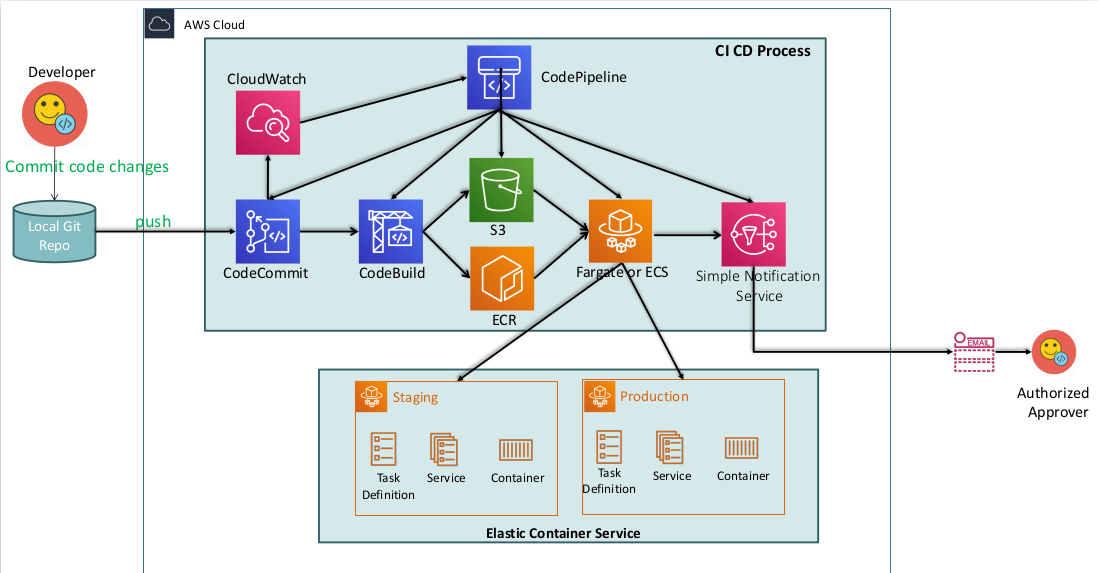 AWS Cloud
CI CD Process
Developer
CloudWatch
CodePipeline
Commit code changes
push
Local Git
Repo
CodeCommit
CodeBuild
S3
ECR
Fargate or ECS
Simple Notification
Service
EMAIL
Authorized
Approver
Staging
Task
Definition
Service
Container
Production
Task
Definition
Service
Container
Elastic Container Service